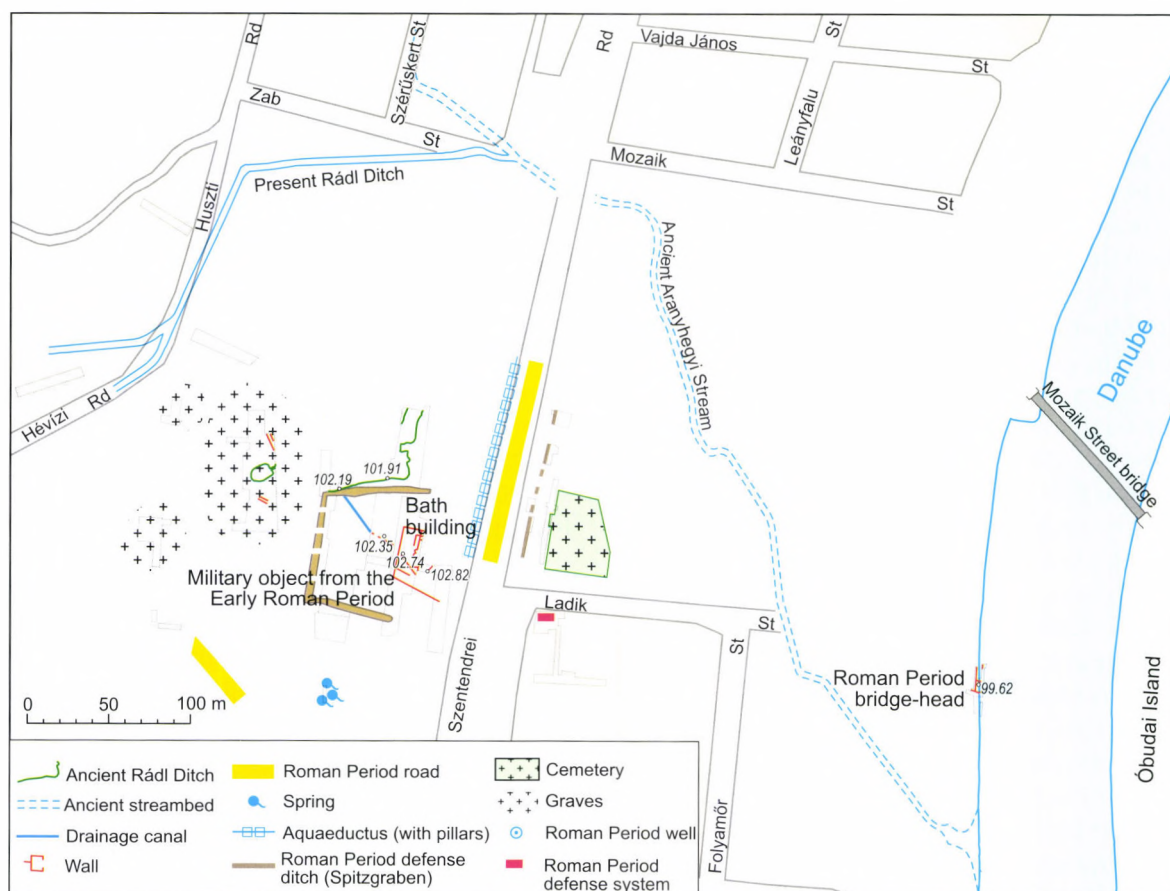 Rd
Szérűskert St
Rd
Vajda János
St
St
Zab
St
Leányfalu
Mozaik
St
Present Rádl Ditch
Huszti
Ancient Aranyhegyi Stream
Danube
Mozaik Street bridge
Hévízi Rd
102.19
101.91
Bath
building
102.35
102.74
102.82
Military object from the
Early Roman Period
Ladik
St
Szentendrei
Roman Period
bridge-head
99.62
Óbudai Island
Folyamőr
0 50 100 m
Ancient Rádl Ditch
Ancient streambed
Drainage canal
Wall
Roman Period road
Spring
Aquaeductus (with pillars)
Roman Period defense
ditch (Spitzgraben)
Cemetery
Graves
Roman Period well
Roman Period
defense system